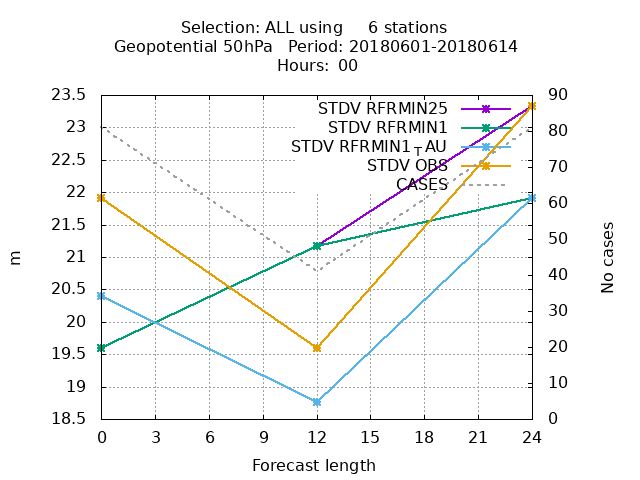 Selection: ALL using     6 stations
Geopotential 50hPa   Period: 20180601-20180614
Hours: 00
23.5
23
22.5
22
21.5
21
20.5
20
19.5
19
18.5
m
90
80
70
60
50
40
30
20
10
0
No cases
STDV RFRMIN25
STDV RFRMIN1
STDV RFRMIN1_TAU
STDV OBS
CASES
0 3 6 9 12 15 18 21 24
Forecast length